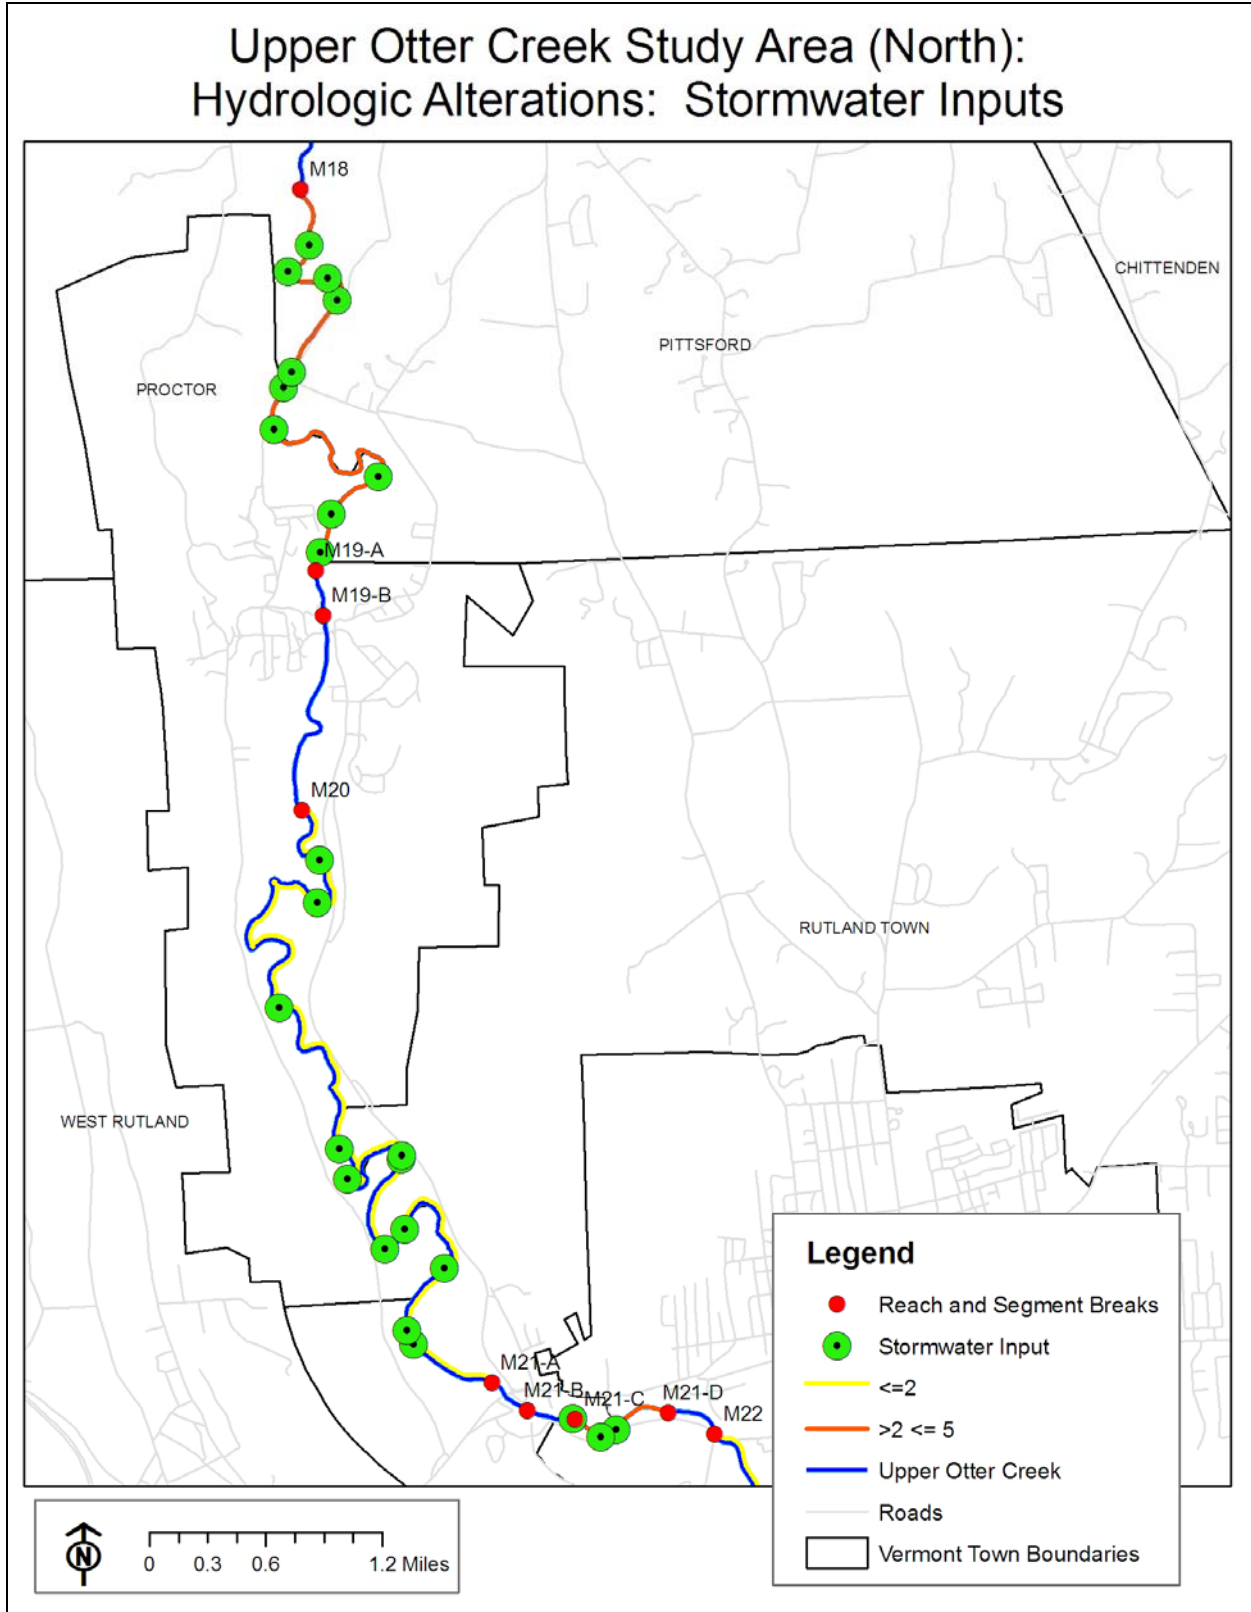 Upper Otter Creek Study Area (North):
Hydrologic Alterations: Stormwater Inputs
M18
CHITTENDEN
PITTSFORD
PROCTOR
M19-A
M19-B
M20
RUTLAND TOWN
WEST RUTLAND
M21-A
M21-B
M21-C
M21-D
M22
Legend
Reach and Segment Breaks
Stormwater Input
<=2
>2 <= 5
Upper Otter Creek
Roads
Vermont Town Boundaries
N
0 0.3 0.6 1.2 Miles